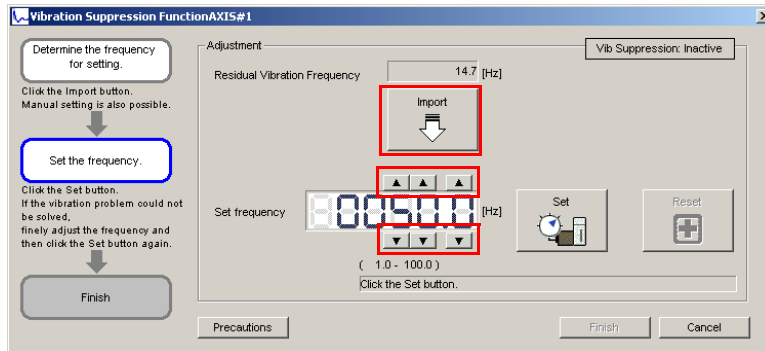 Vibration Suppression FunctionAXIS#1
Determine the frequency
for setting.
Click the Import button.
Manual setting is also possible.
Set the frequency.
Click the Set button.
If the vibration problem could not
be solved,
finely adjust the frequency and
then click the Set button again.
Finish
Adjustment
Vib Suppression: Inactive
Residual Vibration Frequency
14.7 [Hz]
Import
Set frequency
0050.0 [Hz]
Set
Reset
( 1.0 - 100.0 )
Click the Set button.
Precautions
Finish
Cancel